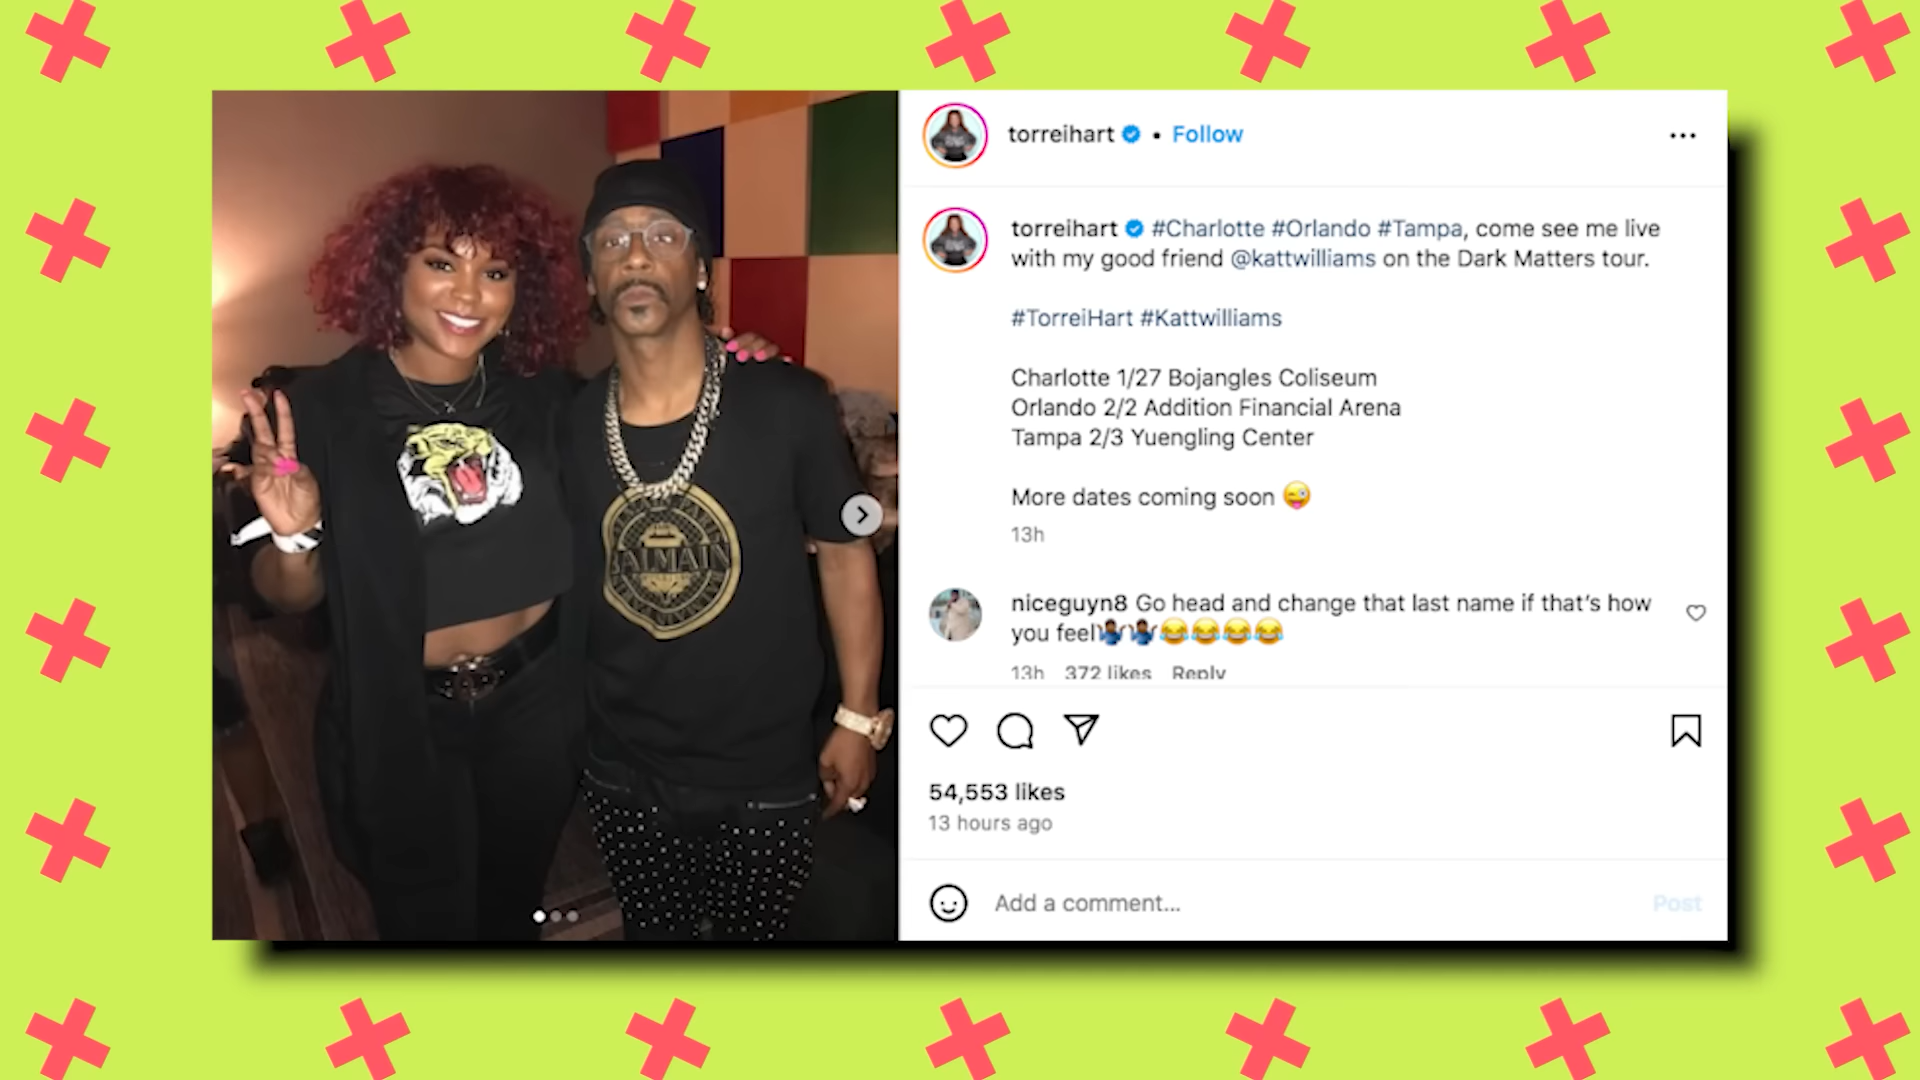 torreihart • Follow
torreihart #Charlotte #Orlando #Tampa, come see me live
with my good friend @kattwilliams on the Dark Matters tour.
#TorreiHart #Kattwilliams
Charlotte 1/27 Bojangles Coliseum
Orlando 2/2 Addition Financial Arena
Tampa 2/3 Yuengling Center
More dates coming soon 😜
13h
niceguyn8 Go head and change that last name if that’s how
you feel🤷🏿‍♂️🤷🏿‍♂️😂😂😂😂
13h 372 likes Reply
54,553 likes
13 hours ago
Add a comment...
Post
BALMAIN